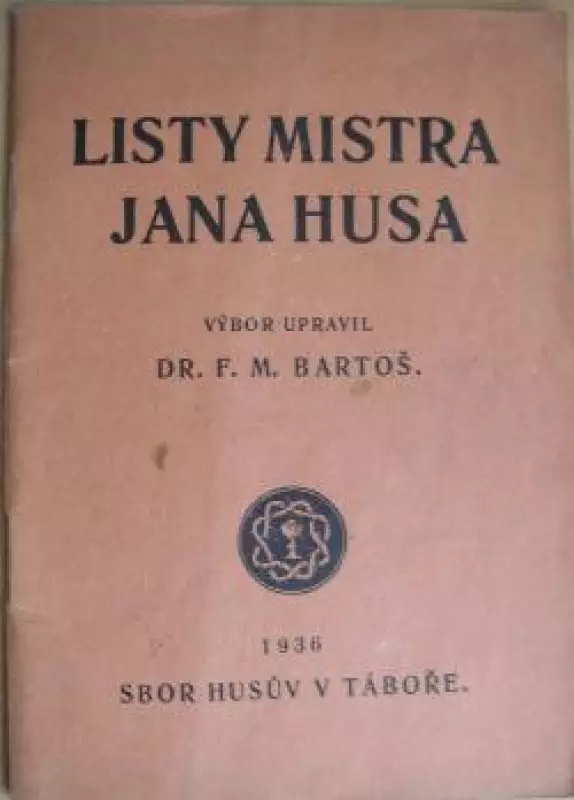 LISTY MISTRA
JANA HUSA
VÝBOR UPRAVIL
DR. F. M. BARTOŠ.
1936
SBOR HUSŮV V TÁBOŘE.